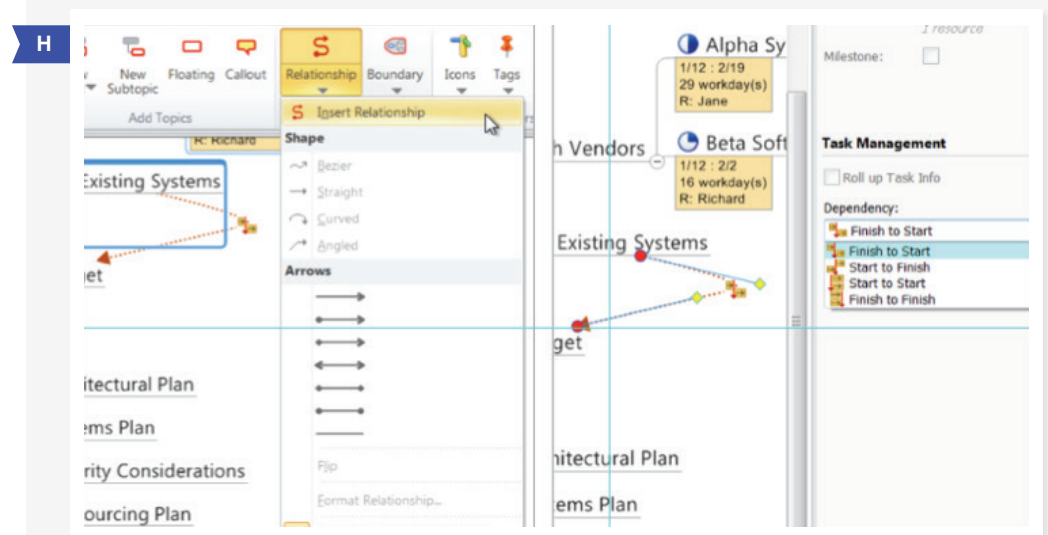 H
New
Subtopic
Floating
Callout
Relationship
Boundary
Icons
Tags
Add Topics
Insert Relationship
Shape
Bezier
Straight
Curved
Angled
Arrows
Flip
Format Relationship...
R: Richard
Existing Systems
get
itectural Plan
ems Plan
rity Considerations
ourcing Plan
Alpha Sy
1/12 : 2/19
29 workday(s)
R: Jane
h Vendors
Beta Soft
1/12 : 2/2
16 workday(s)
R: Richard
Existing Systems
get
hitectural Plan
ems Plan
1 resource
Milestone:
Task Management
Roll up Task Info
Dependency:
Finish to Start
Finish to Start
Start to Finish
Start to Start
Finish to Finish